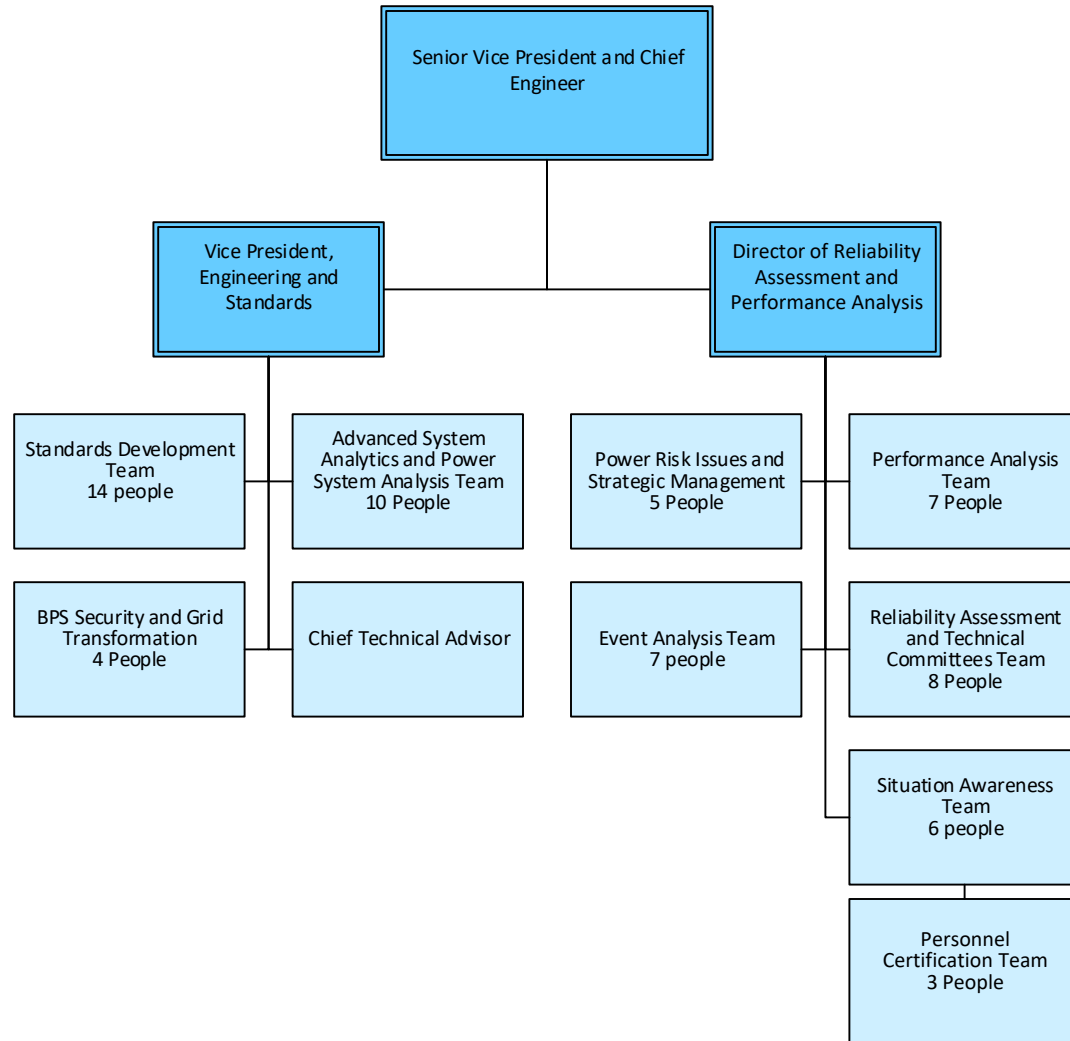 Senior Vice President and Chief
Engineer
Vice President,
Engineering and
Standards
Director of Reliability
Assessment and
Performance Analysis
Standards Development
Team
14 people
Advanced System
Analytics and Power
System Analysis Team
10 People
Power Risk Issues and
Strategic Management
5 People
Performance Analysis
Team
7 People
BPS Security and Grid
Transformation
4 People
Chief Technical Advisor
Event Analysis Team
7 people
Reliability Assessment
and Technical
Committees Team
8 People
Situation Awareness
Team
6 people
Personnel
Certification Team
3 People